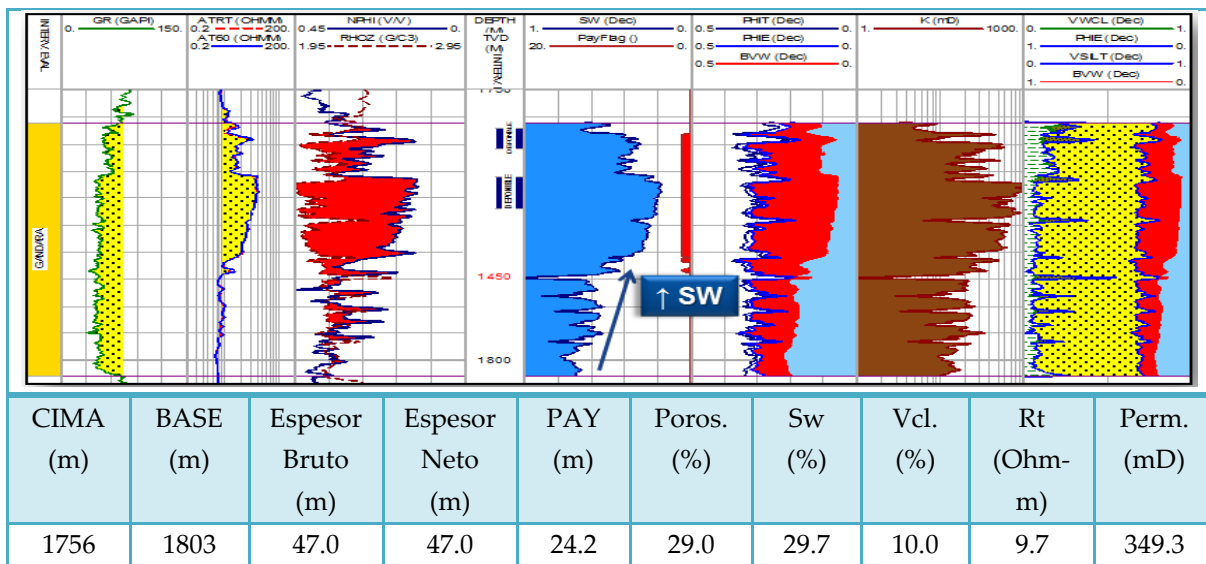 INTERVAL
GR (GAPI)
0. 150.
ATRT (OHMM)
0.2 200.
AT50 (OHMM)
0.2 200.
NPHI (V/V)
0.45 0.
RHOZ (G/C3)
1.95 2.95
DEPTH
(M)
TVD
(M)
SW (Dec)
1. 0.
PayFlag ()
20. 0.
PHIT (Dec)
0.5 0.
PHIE (Dec)
0.5 0.
BVW (Dec)
0.5 0.
K (mD)
1. 1000.
VWCL (Dec)
0. 1.
PHIE (Dec)
1. 0.
VSILT (Dec)
0. 1.
BVW (Dec)
1. 0.
DISPONIBLE
DISPONIBLE
GANDARA
1450
↑ SW
1800
CIMA (m) BASE (m) Espesor Bruto (m) Espesor Neto (m) PAY (m) Poros. (%) Sw (%) Vcl. (%) Rt (Ohm-m) Perm. (mD)
1756 1803 47.0 47.0 24.2 29.0 29.7 10.0 9.7 349.3